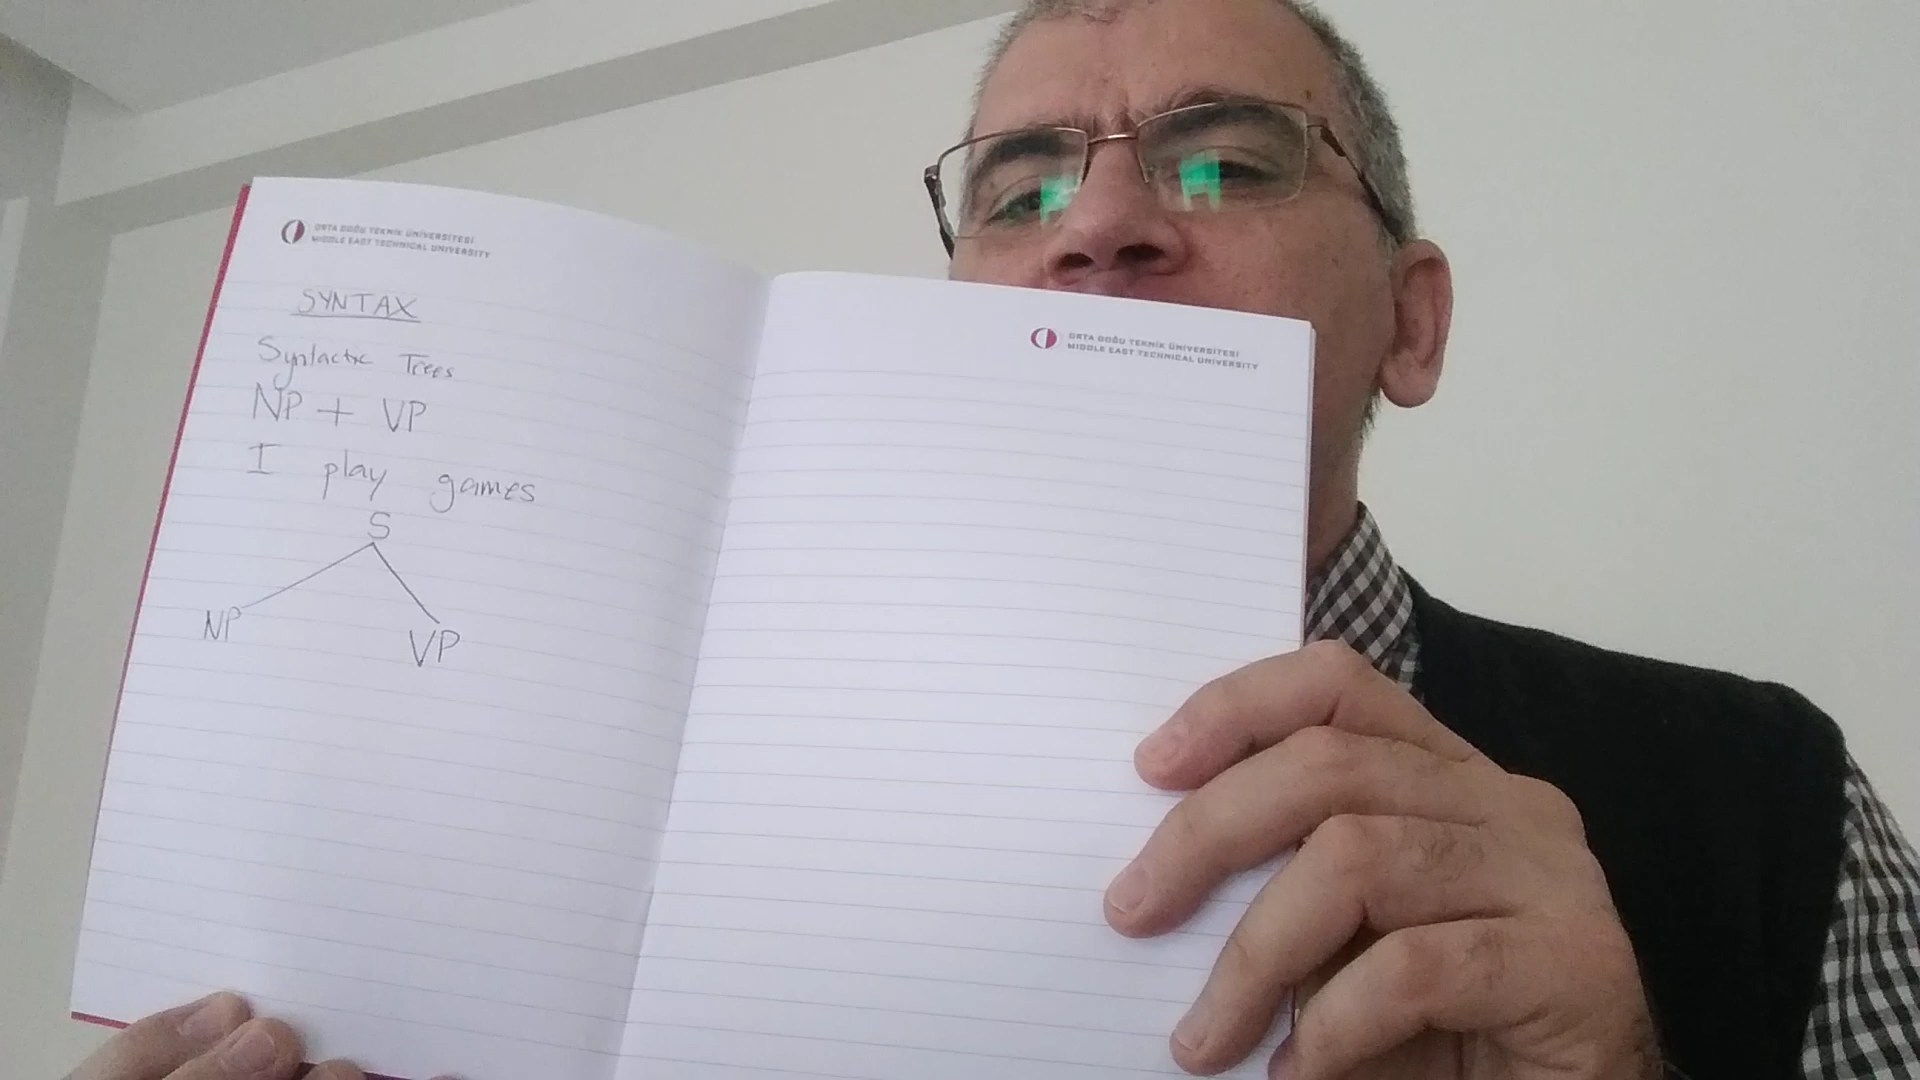 ORTA DOĞU TEKNİK ÜNİVERSİTESİ
MIDDLE EAST TECHNICAL UNIVERSITY
SYNTAX
Syntactic Trees
NP + VP
I play games
S
NP VP
ORTA DOĞU TEKNİK ÜNİVERSİTESİ
MIDDLE EAST TECHNICAL UNIVERSITY